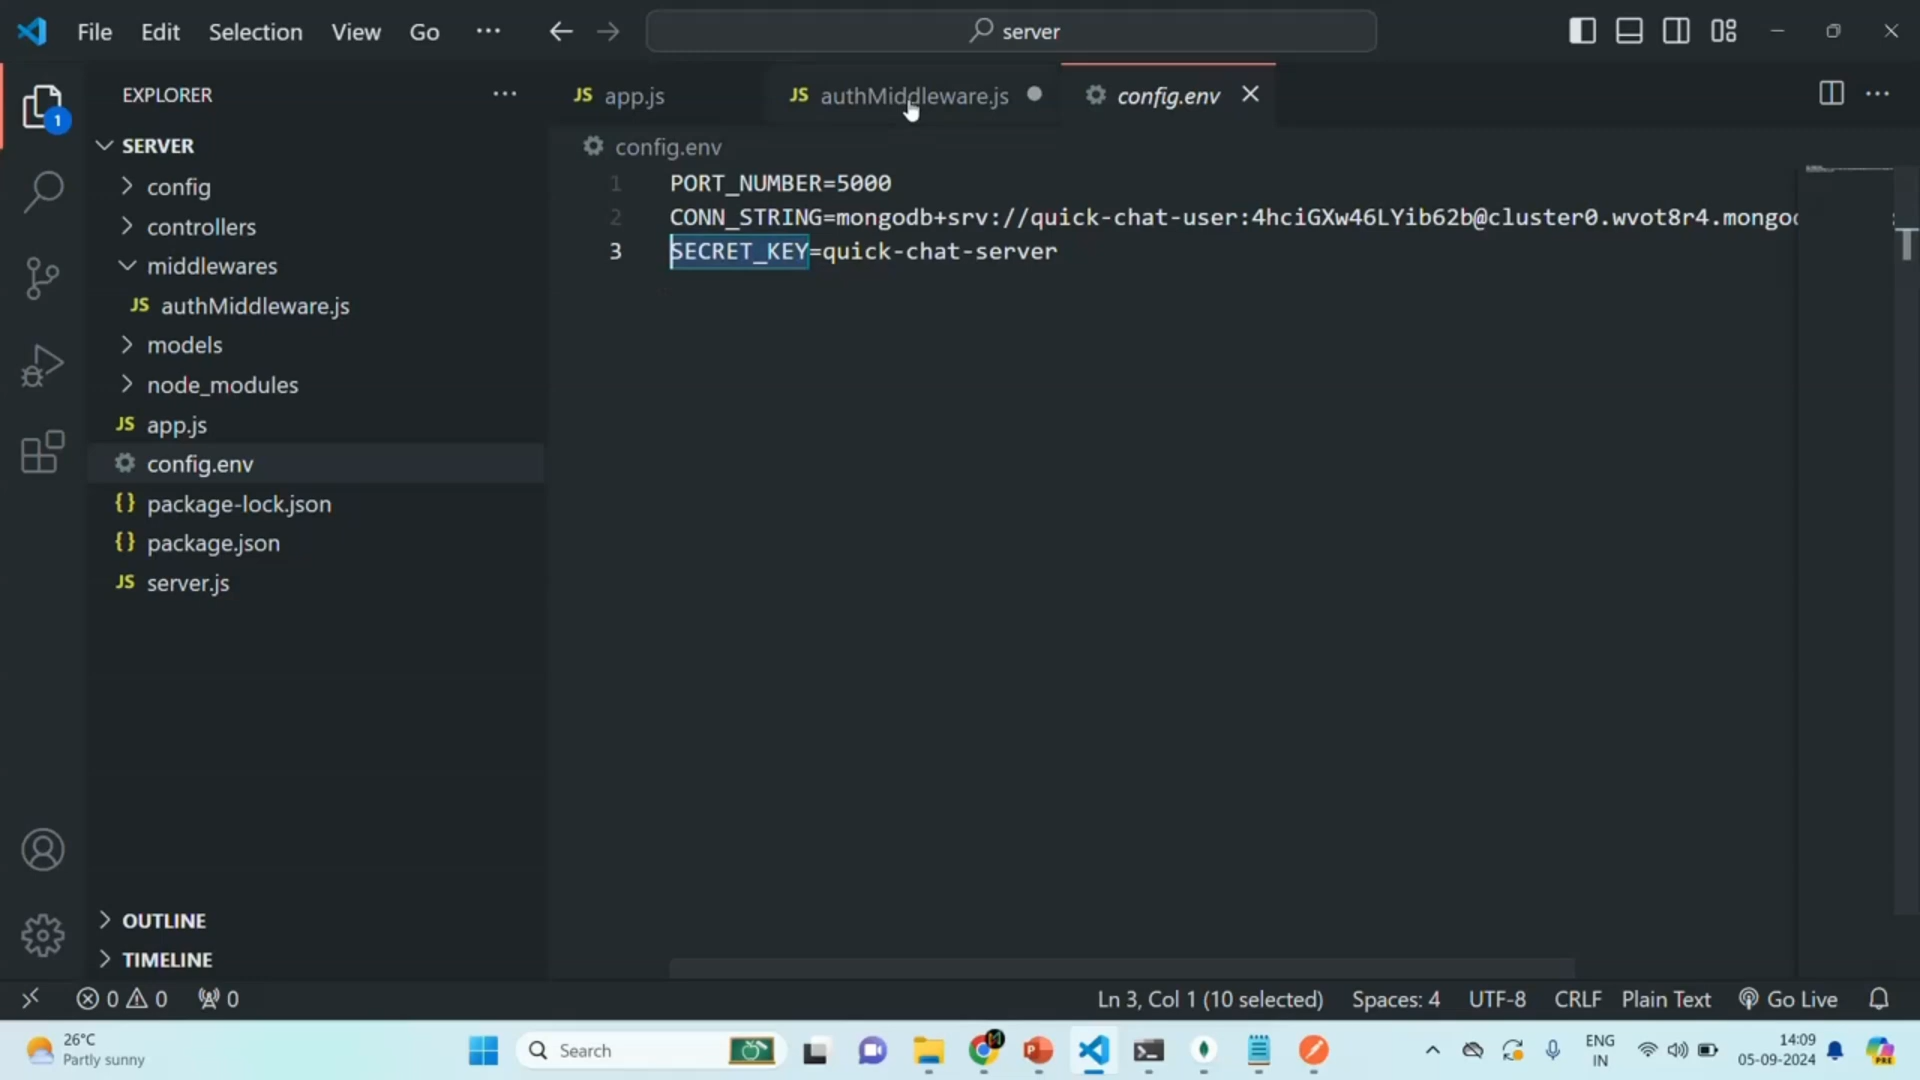 File Edit Selection View Go ··· server
EXPLORER ···
1
SERVER
config
controllers
middlewares
JS authMiddleware.js
models
node_modules
JS app.js
config.env
{} package-lock.json
{} package.json
JS server.js
OUTLINE
TIMELINE
JS app.js
JS authMiddleware.js
config.env
config.env
1 PORT_NUMBER=5000
2 CONN_STRING=mongodb+srv://quick-chat-user:4hciGXw46LYib62b@cluster0.wvot8r4.mongo
3 SECRET_KEY=quick-chat-server
0 0 0 Ln 3, Col 1 (10 selected) Spaces: 4 UTF-8 CRLF Plain Text Go Live
26°C
Partly sunny
Search
ENG
IN
14:09
05-09-2024
PRE